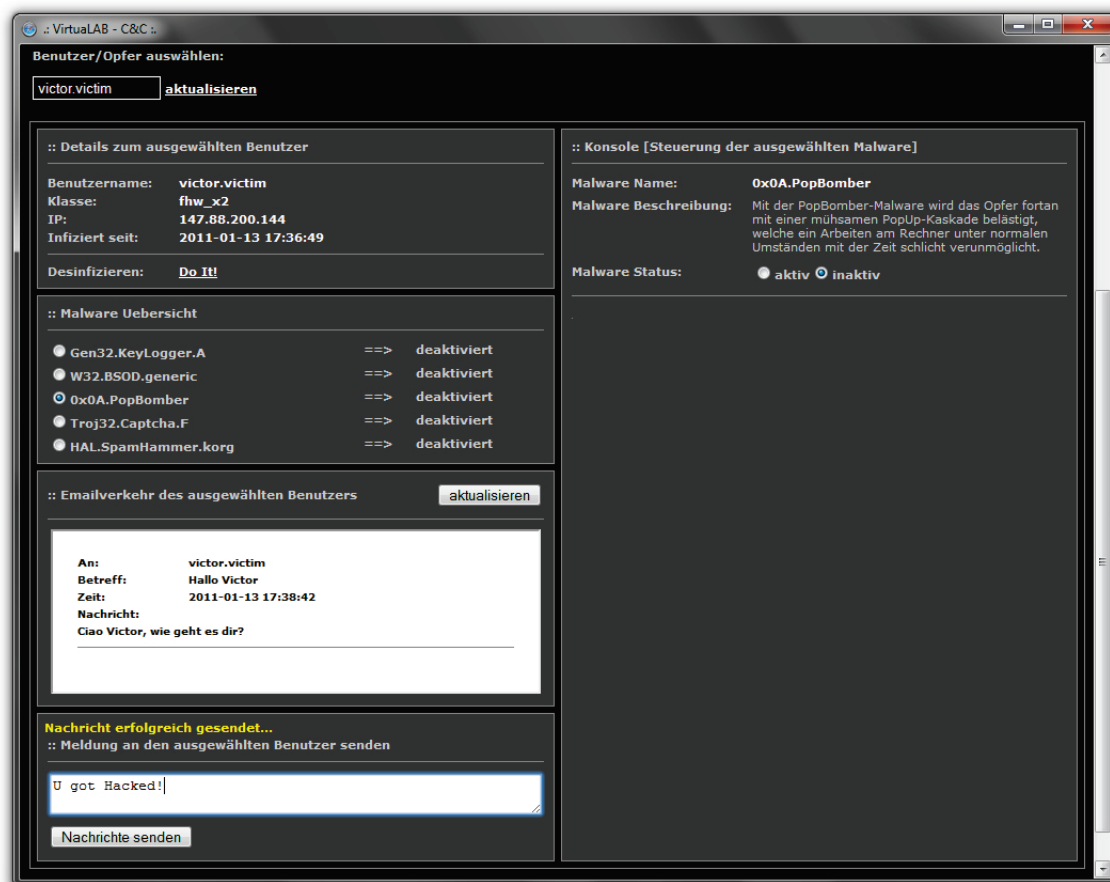 .: VirtuaLAB - C&C :.
Benutzer/Opfer auswählen:
victor.victim aktualisieren
:: Details zum ausgewählten Benutzer
Benutzername: victor.victim
Klasse: fhw_x2
IP: 147.88.200.144
Infiziert seit: 2011-01-13 17:36:49
Desinfizieren: Do It!
:: Malware Uebersicht
Gen32.KeyLogger.A ==> deaktiviert
W32.BSOD.generic ==> deaktiviert
0x0A.PopBomber ==> deaktiviert
Troj32.Captcha.F ==> deaktiviert
HAL.SpamHammer.korg ==> deaktiviert
:: Emailverkehr des ausgewählten Benutzers aktualisieren
An: victor.victim
Betreff: Hallo Victor
Zeit: 2011-01-13 17:38:42
Nachricht:
Ciao Victor, wie geht es dir?
Nachricht erfolgreich gesendet...
:: Meldung an den ausgewählten Benutzer senden
U got Hacked!
Nachrichte senden
:: Konsole [Steuerung der ausgewählten Malware]
Malware Name: 0x0A.PopBomber
Malware Beschreibung: Mit der PopBomber-Malware wird das Opfer fortan
mit einer mühsamen PopUp-Kaskade belästigt,
welche ein Arbeiten am Rechner unter normalen
Umständen mit der Zeit schlicht verunmöglicht.
Malware Status: aktiv inaktiv